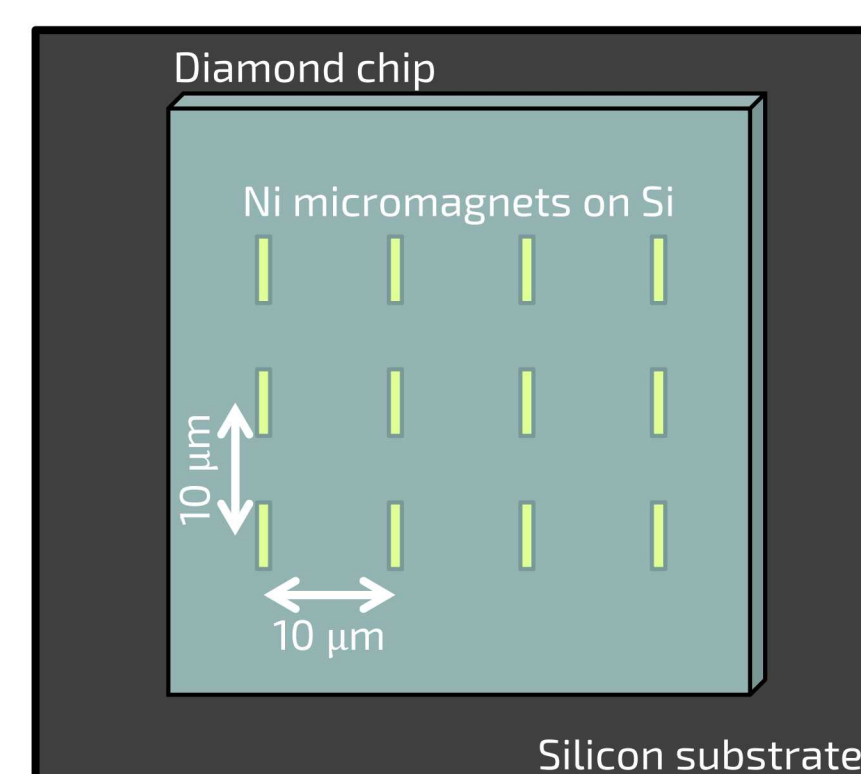 Diamond chip
Ni micromagnets on Si
10 μm
10 μm
Silicon substrate